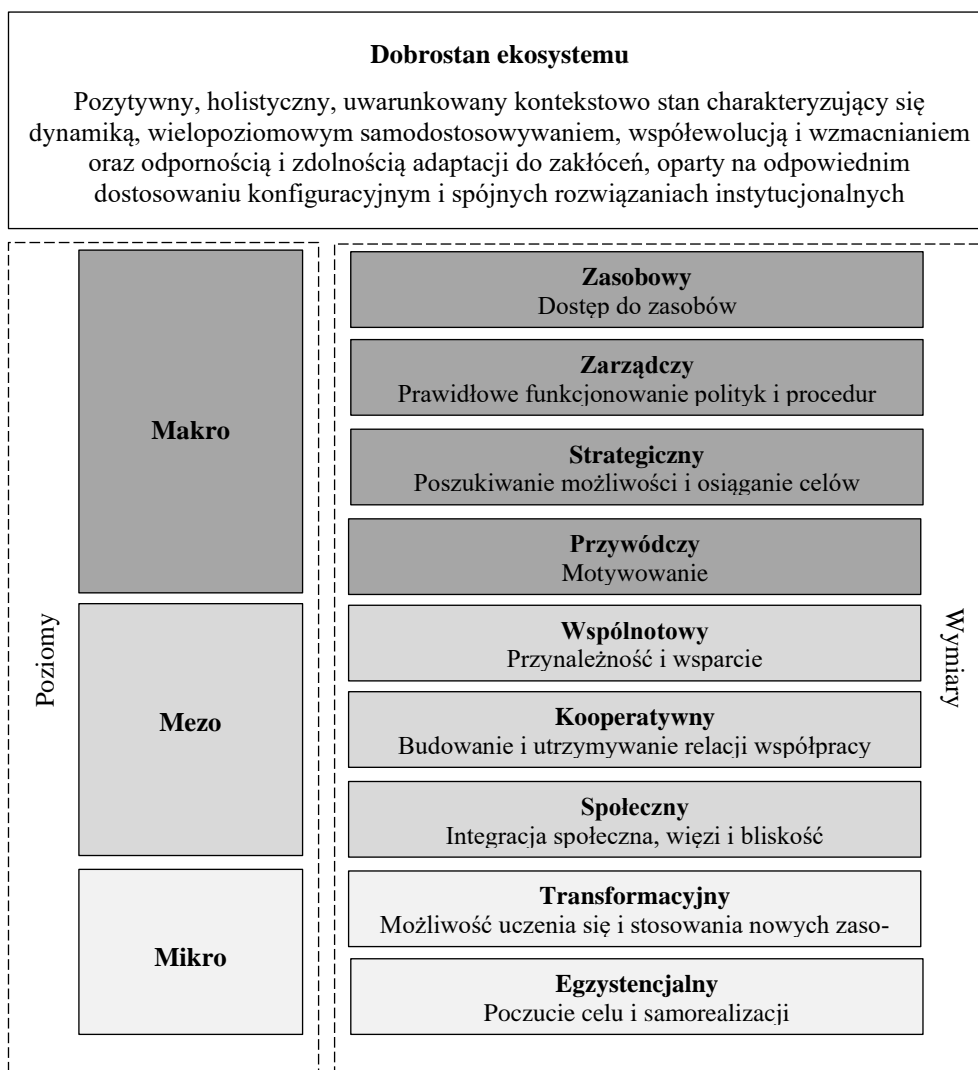 Dobrostan ekosystemu
Pozytywny, holistyczny, uwarunkowany kontekstowo stan charakteryzujący się
dynamiką, wielopoziomowym samodostosowywaniem, współewolucją i wzmacnianiem
oraz odpornością i zdolnością adaptacji do zakłóceń, oparty na odpowiednim
dostosowaniu konfiguracyjnym i spójnych rozwiązaniach instytucjonalnych
Poziomy
Makro
Mezo
Mikro
Zasobowy
Dostęp do zasobów
Zarządczy
Prawidłowe funkcjonowanie polityk i procedur
Strategiczny
Poszukiwanie możliwości i osiąganie celów
Przywódczy
Motywowanie
Wspólnotowy
Przynależność i wsparcie
Kooperatywny
Budowanie i utrzymywanie relacji współpracy
Społeczny
Integracja społeczna, więzi i bliskość
Transformacyjny
Możliwość uczenia się i stosowania nowych zaso-
Egzystencjalny
Poczucie celu i samorealizacji
Wymiary